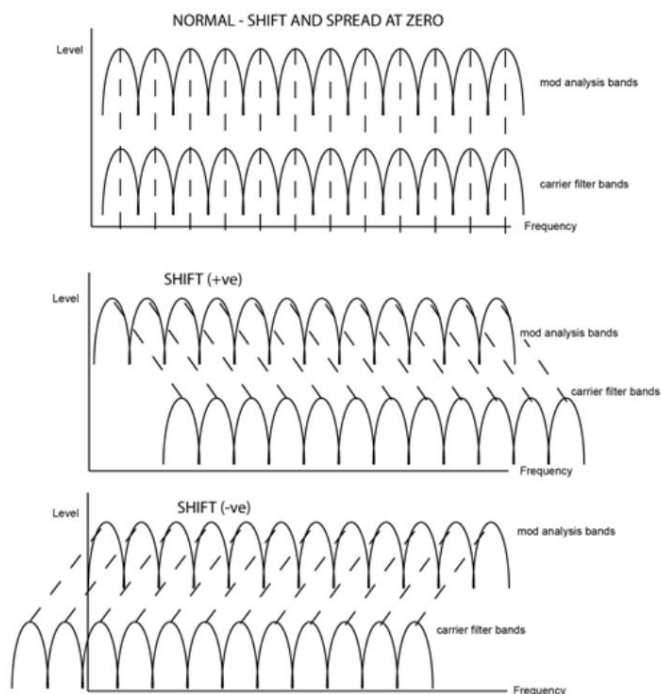 NORMAL - SHIFT AND SPREAD AT ZERO
Level
mod analysis bands
carrier filter bands
Frequency
SHIFT (+ve)
Level
mod analysis bands
carrier filter bands
Frequency
SHIFT (-ve)
Level
mod analysis bands
carrier filter bands
Frequency